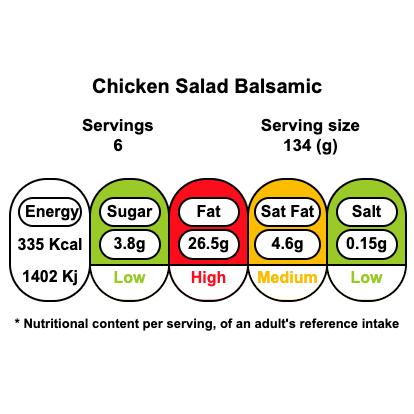 Chicken Salad Balsamic
Servings Serving size
6 134 (g)
Energy Sugar Fat Sat Fat Salt
335 Kcal 3.8g 26.5g 4.6g 0.15g
1402 Kj Low High Medium Low
* Nutritional content per serving, of an adult's reference intake